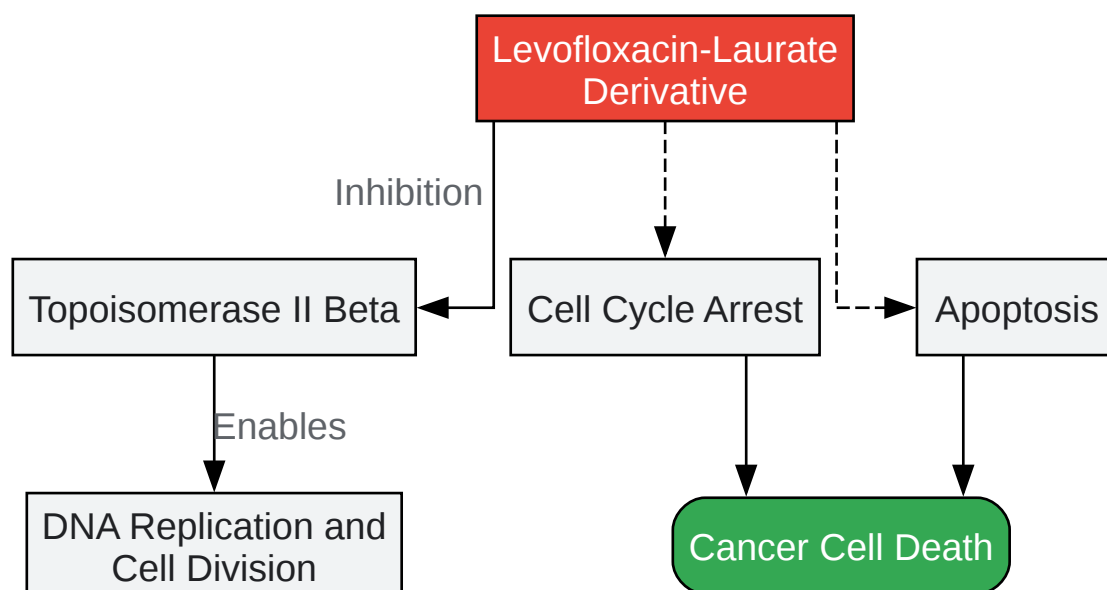 Levofloxacin-Laurate
Derivative
Inhibition
Topoisomerase II Beta
Cell Cycle Arrest
Apoptosis
Enables
DNA Replication and
Cell Division
Cancer Cell Death